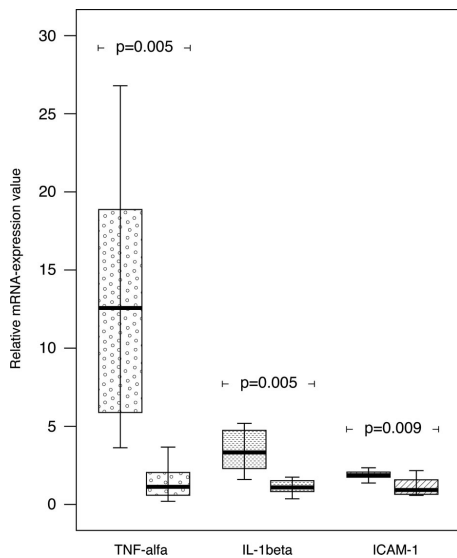 Relative mRNA-expression value
30
25
20
15
10
5
0
p=0.005
p=0.005
p=0.009
TNF-alfa
IL-1beta
ICAM-1